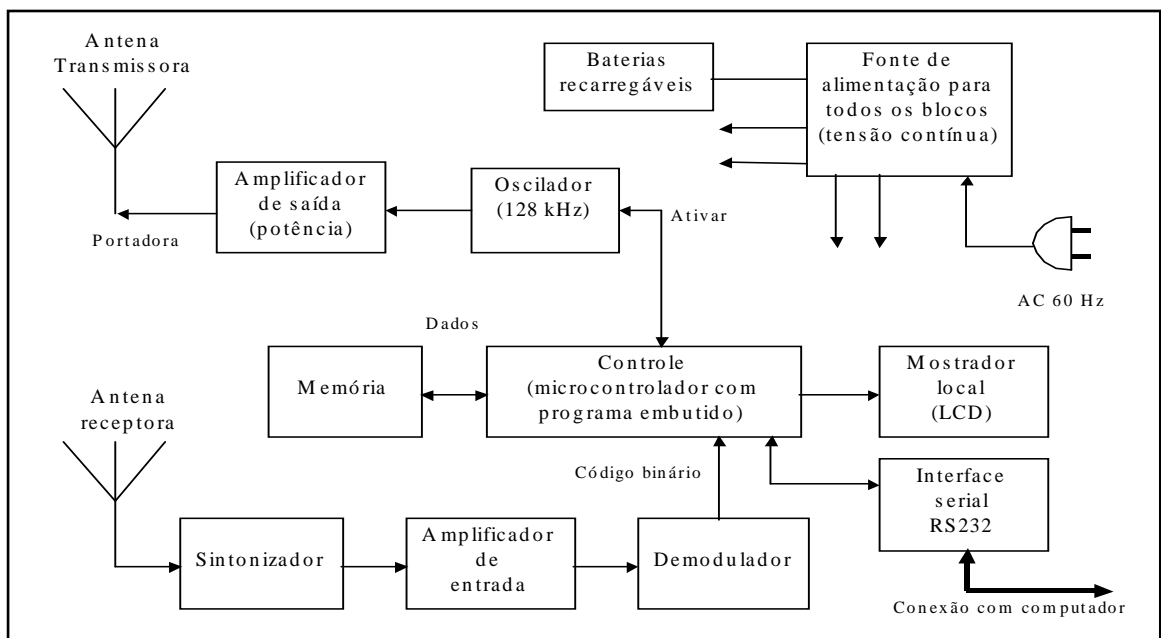 Antena
Transmissora
Baterias
recarregáveis
Fonte de
alimentação para
todos os blocos
(tensão contínua)
Amplificador
de saída
(potência)
Oscilador
(128 kHz)
Ativar
Portadora
AC 60 Hz
Dados
Memória
Controle
(microcontrolador com
programa embutido)
Mostrador
local
(LCD)
Antena
receptora
Código binário
Interface
serial
RS232
Sintonizador
Amplificador
de
entrada
Demodulador
Conexão com computador